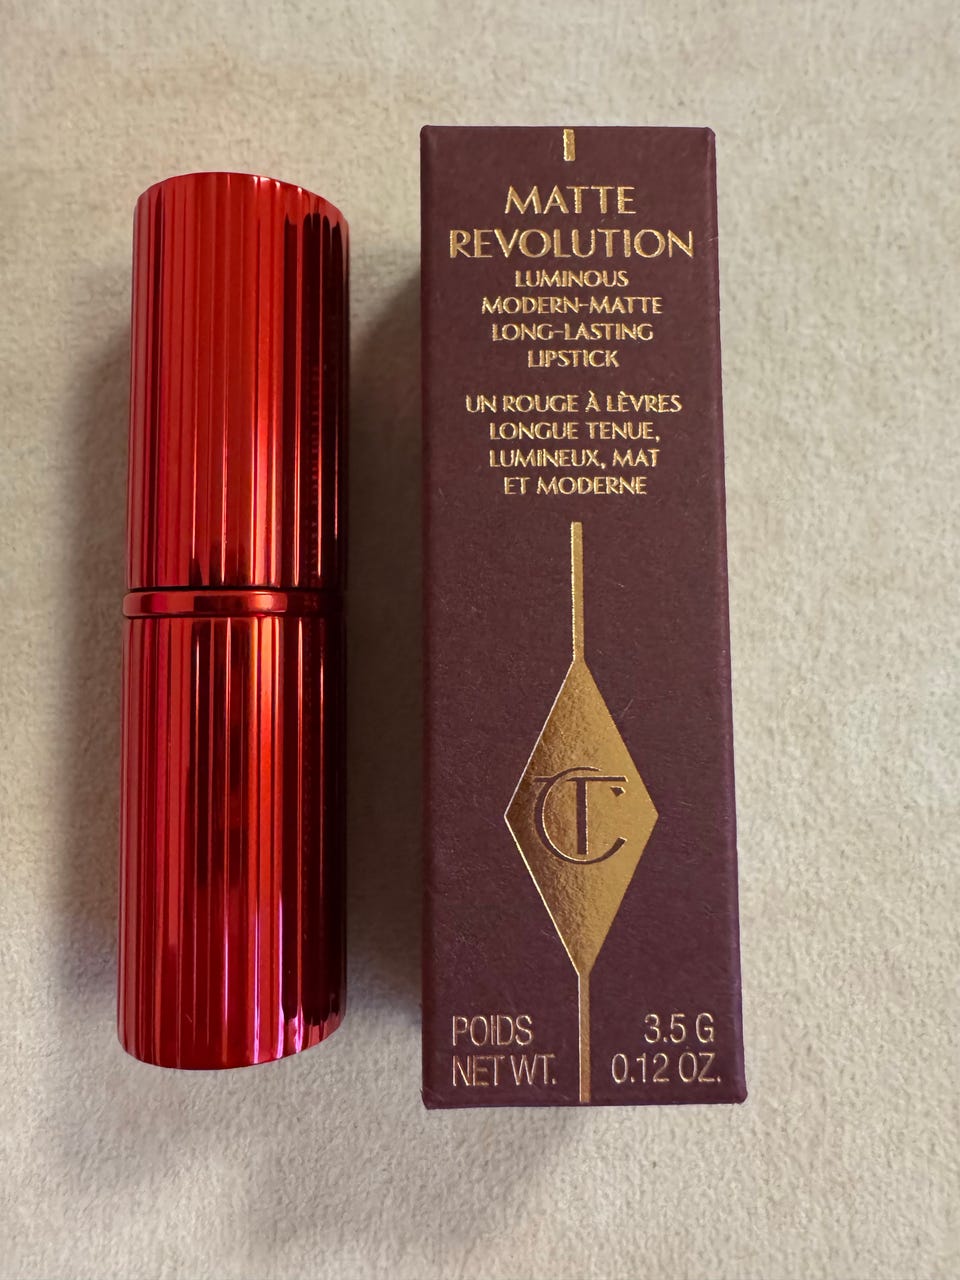 MATTE
REVOLUTION
LUMINOUS
MODERN-MATTE
LONG-LASTING
LIPSTICK
UN ROUGE À LÈVRES
LONGUE TENUE,
LUMINEUX, MAT
ET MODERNE
CT
POIDS 3.5 G
NET WT. 0.12 OZ.